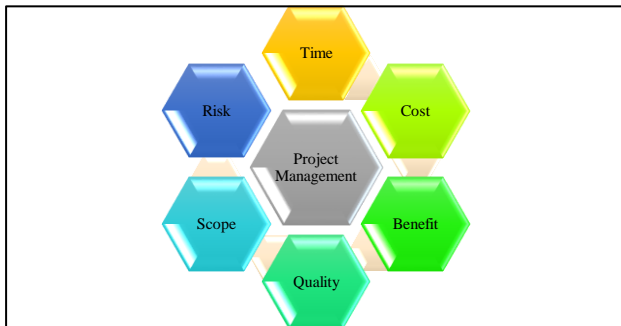 Time
Risk
Cost
Project
Management
Scope
Benefit
Quality